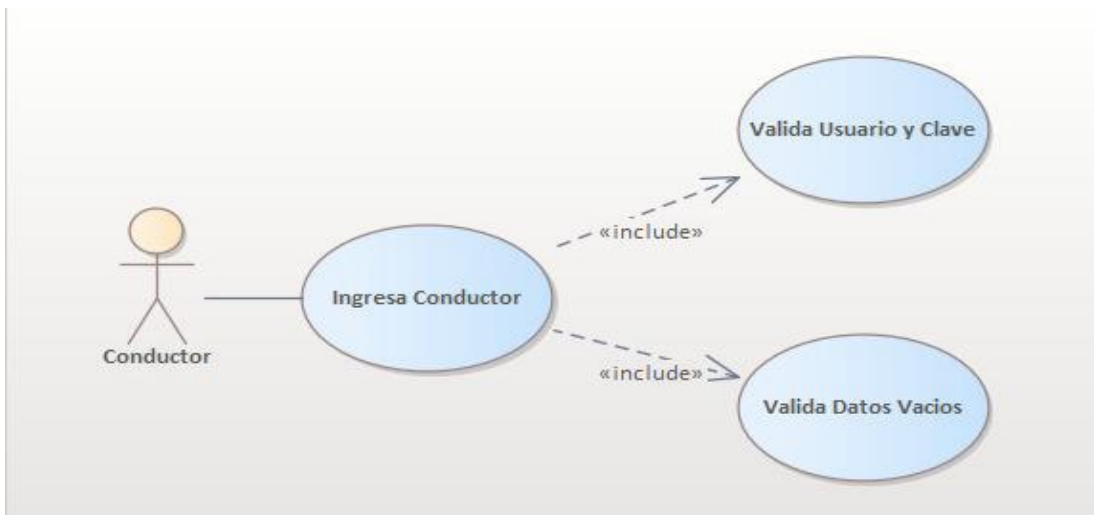 Valida Usuario y Clave
«include»
Ingresa Conductor
Conductor
«include»
Valida Datos Vacios